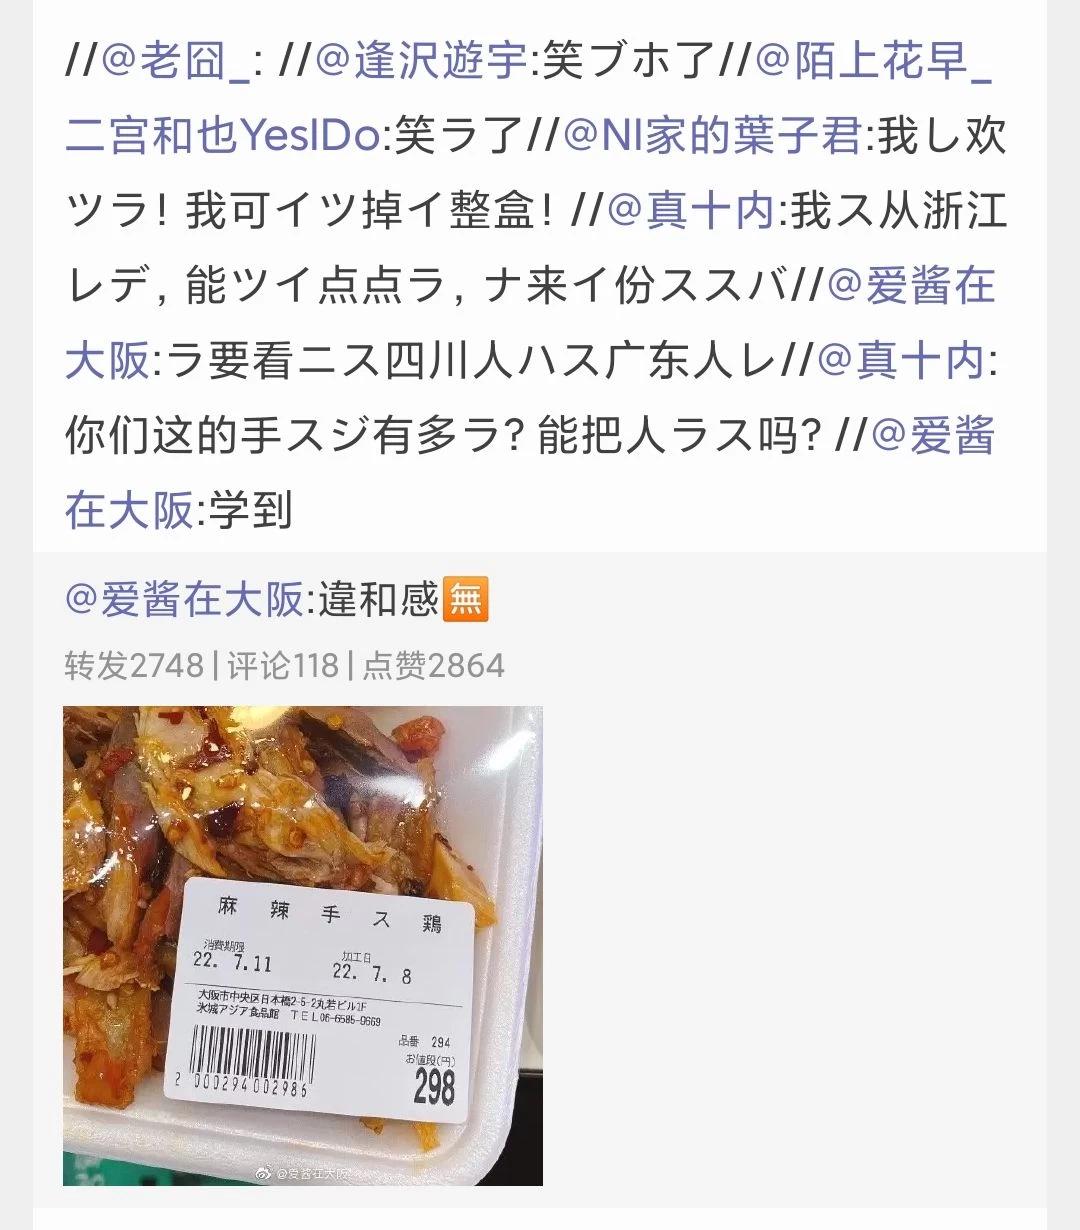 //@老囧_: //@逢沢遊宇:笑ブホ了//@陌上花早_
二宫和也YesIDo:笑ラ了//@NI家的葉子君:我し欢
ツラ! 我可イツ掉イ整盒! //@真十内:我ス从浙江
レデ, 能ツイ点点ラ, ナ来イ份ススバ//@爱酱在
大阪:ラ要看ニス四川人ハス广东人レ//@真十内:
你们这的手スジ有多ラ? 能把人ラス吗? //@爱酱
在大阪:学到
@爱酱在大阪:違和感🈚
转发2748 | 评论118 | 点赞2864
麻 辣 手 ス 鶏
消費期限
22. 7.11
加工日
22. 7. 8
大阪市中央区日本橋2-5-2丸若ビル1F
氷城アジア食品館 TEL06-6585-9669
品番 294
お値段(円)
298
2 000294 002986
@爱酱在大阪